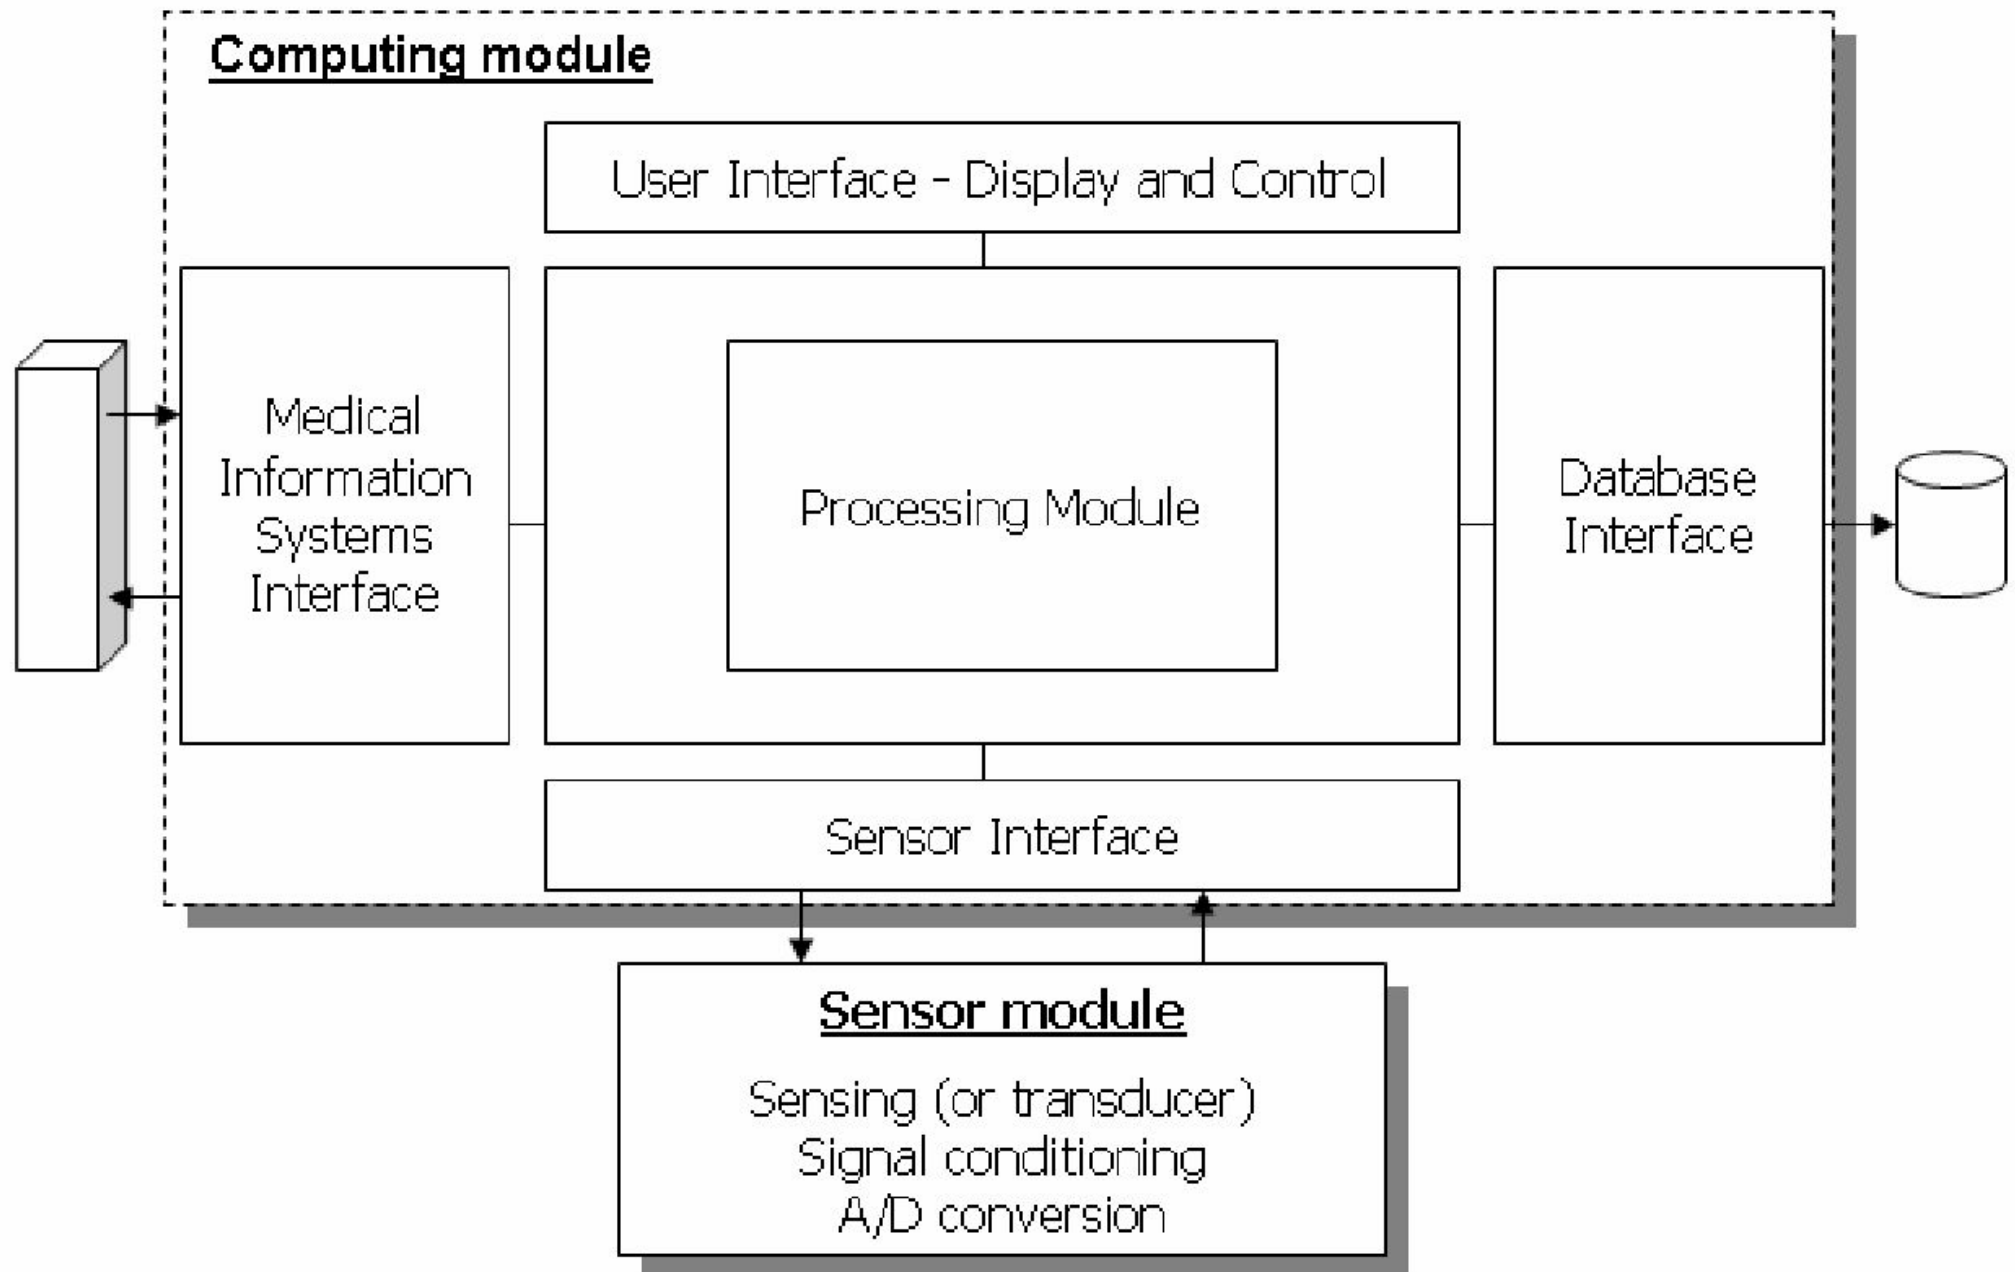 Computing module
User Interface - Display and Control
Medical
Information
Systems
Interface
Processing Module
Database
Interface
Sensor Interface
Sensor module
Sensing (or transducer)
Signal conditioning
A/D conversion